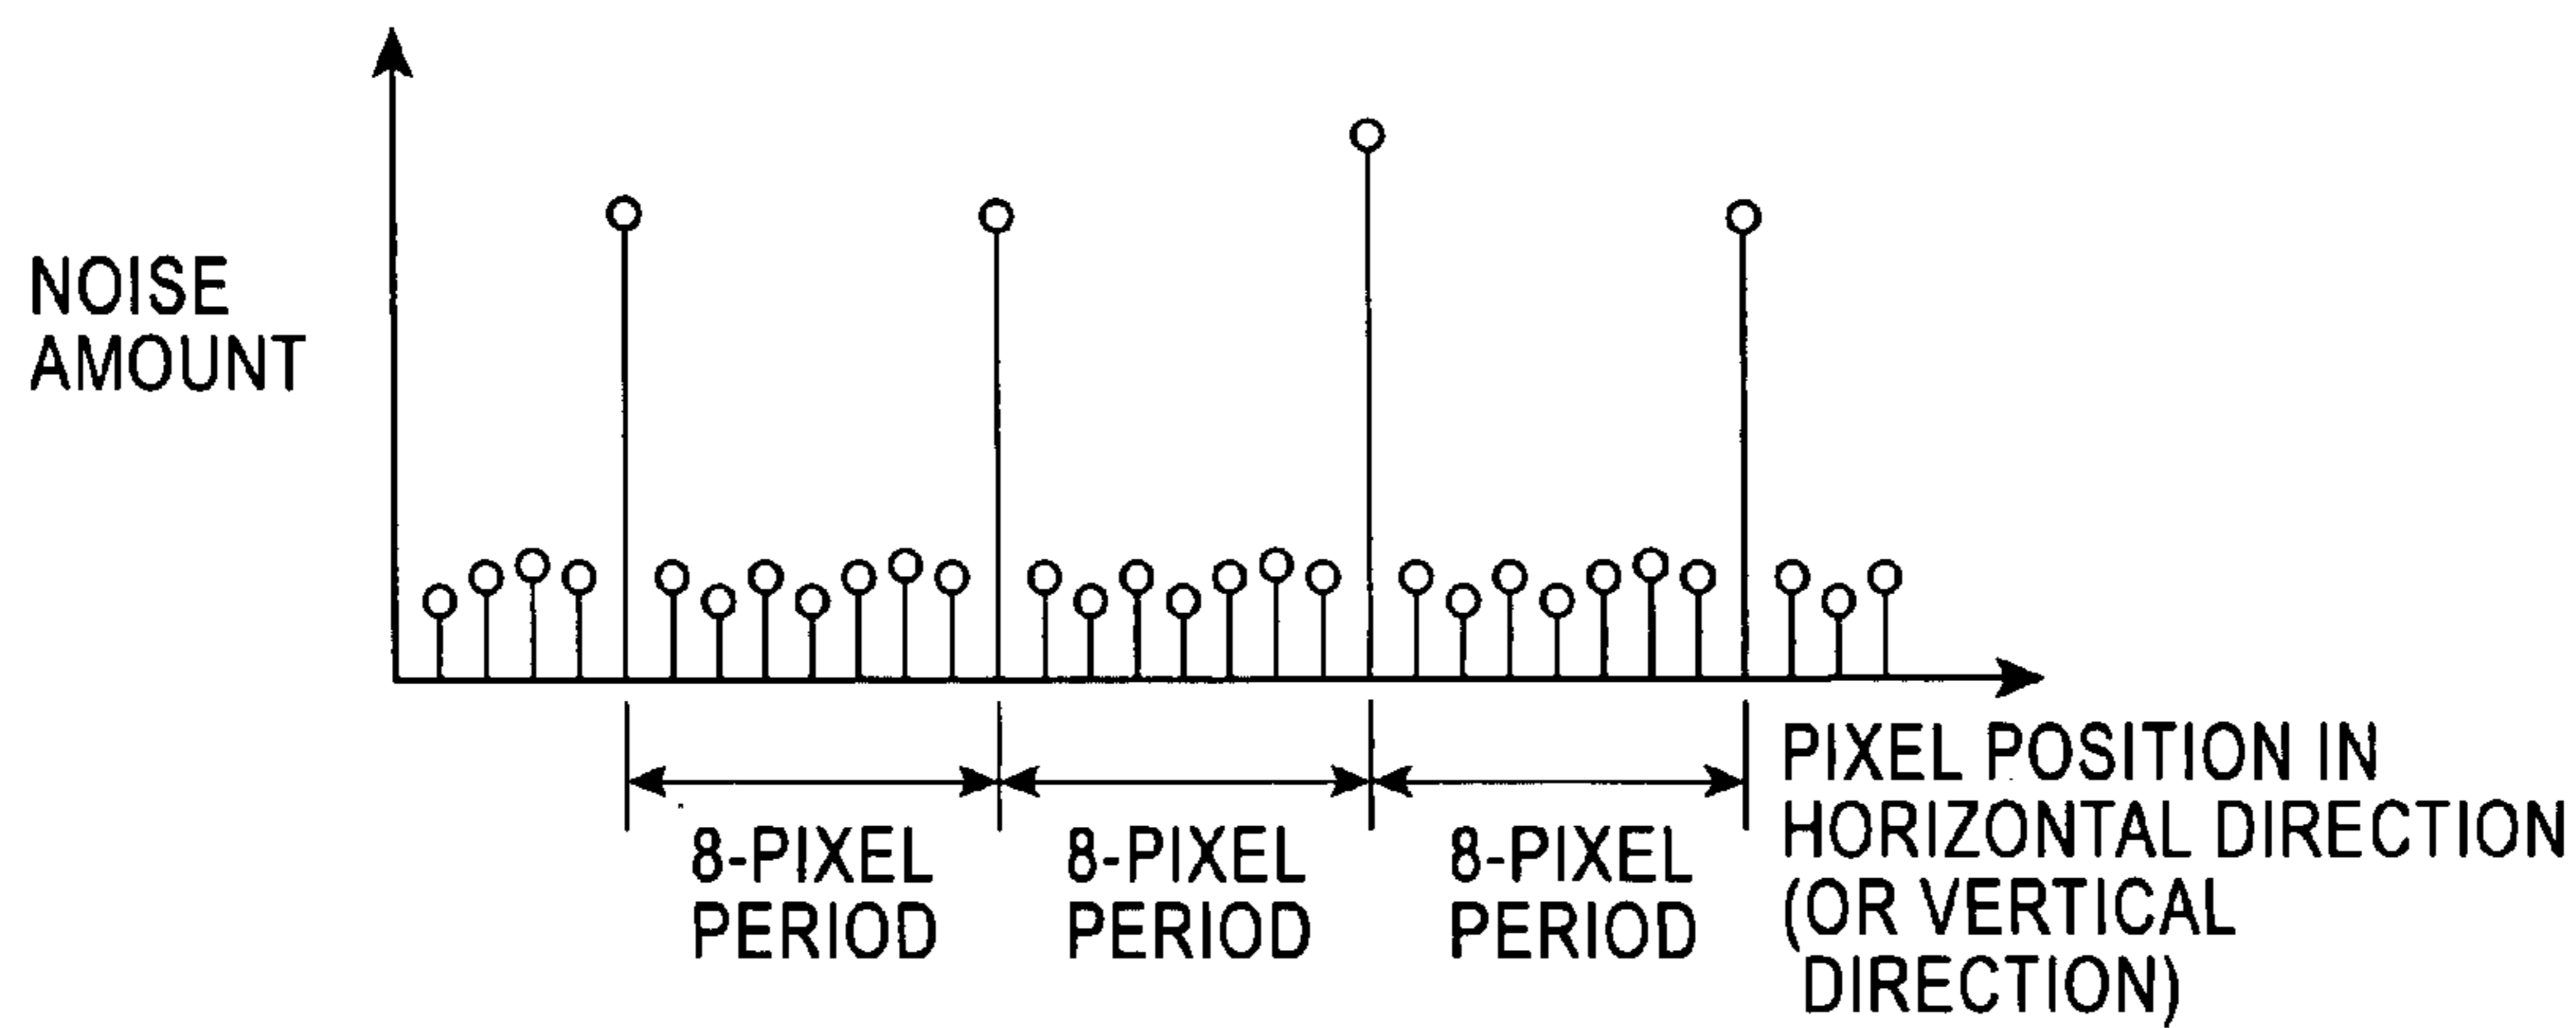 NOISE
AMOUNT
8-PIXEL
PERIOD
8-PIXEL
PERIOD
8-PIXEL
PERIOD
PIXEL POSITION IN
HORIZONTAL DIRECTION
(OR VERTICAL
DIRECTION)